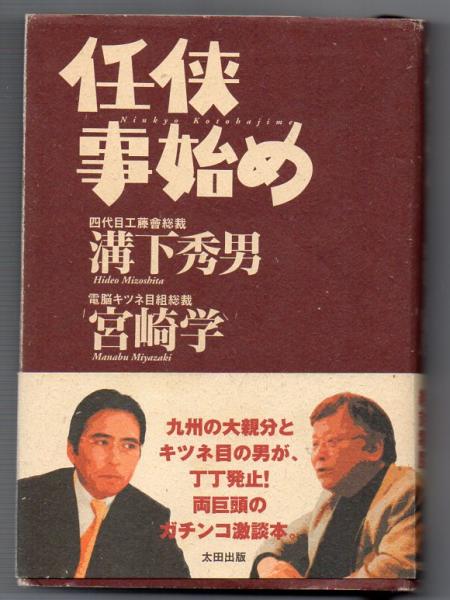 任侠
Ninkyo Kotohajime
事始め
四代目工藤會総裁
溝下秀男
Hideo Mizoshita
電脳キツネ目組総裁
宮崎学
Manabu Miyazaki
九州の大親分と
キツネ目の男が、
丁丁発止!
両巨頭の
ガチンコ激談本。
太田出版